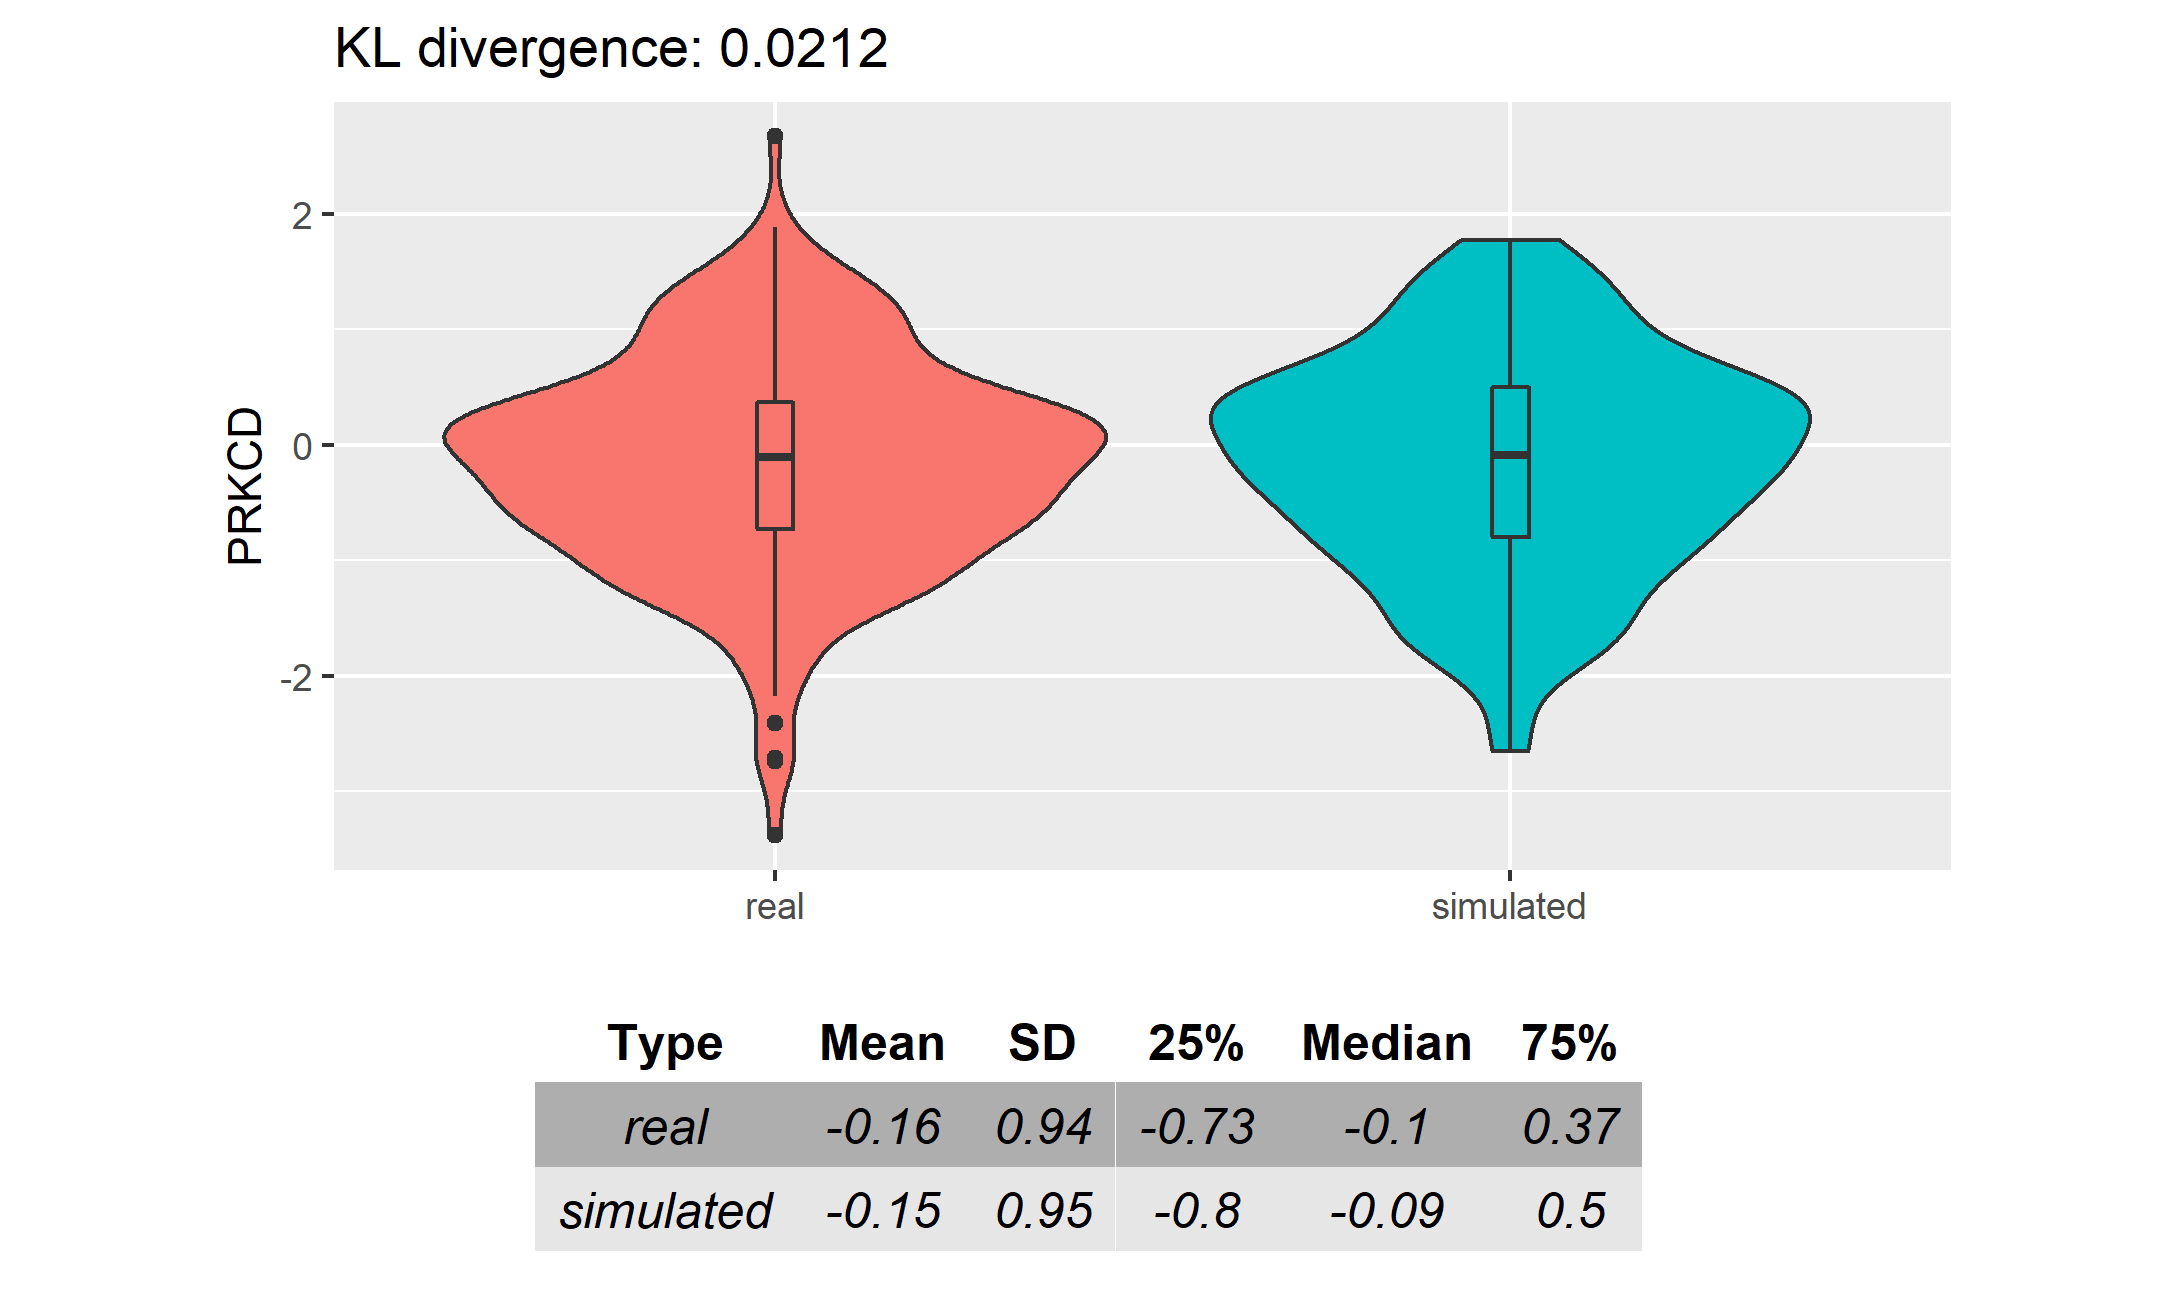 KL divergence: 0.0212
PRKCD
2
0
-2
real simulated
Type Mean SD 25% Median 75%
real -0.16 0.94 -0.73 -0.1 0.37
simulated -0.15 0.95 -0.8 -0.09 0.5